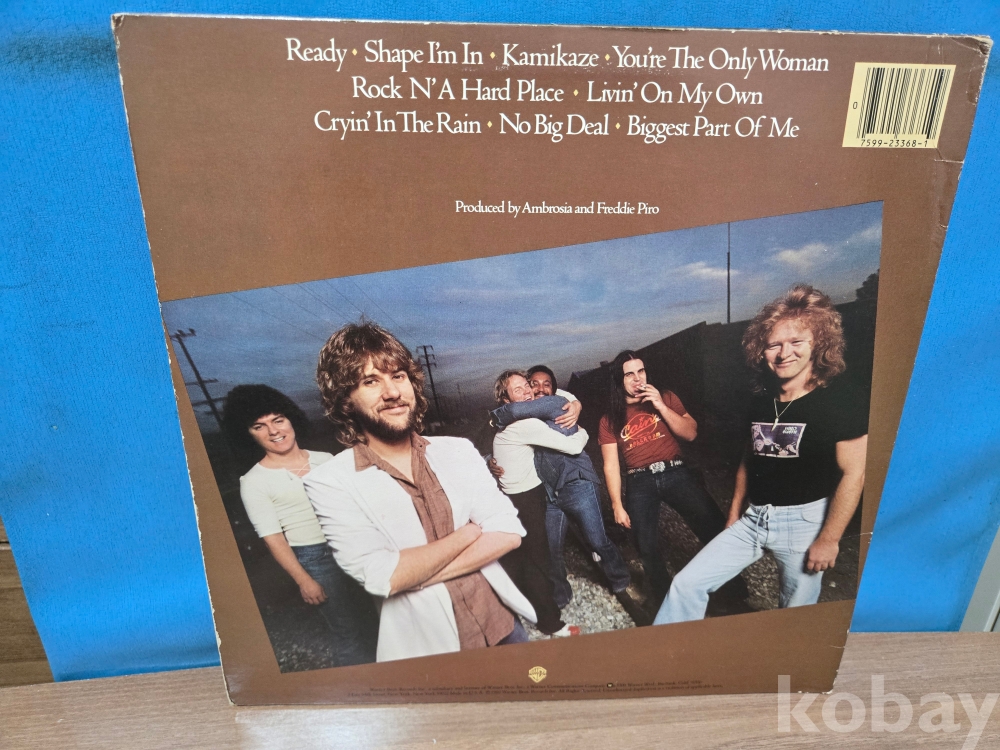 Ready • Shape I'm In • Kamikaze • You're The Only Woman
Rock N' A Hard Place • Livin' On My Own
Cryin' In The Rain • No Big Deal • Biggest Part Of Me
0
7599-23368-1
Produced by Ambrosia and Freddie Piro
kobay